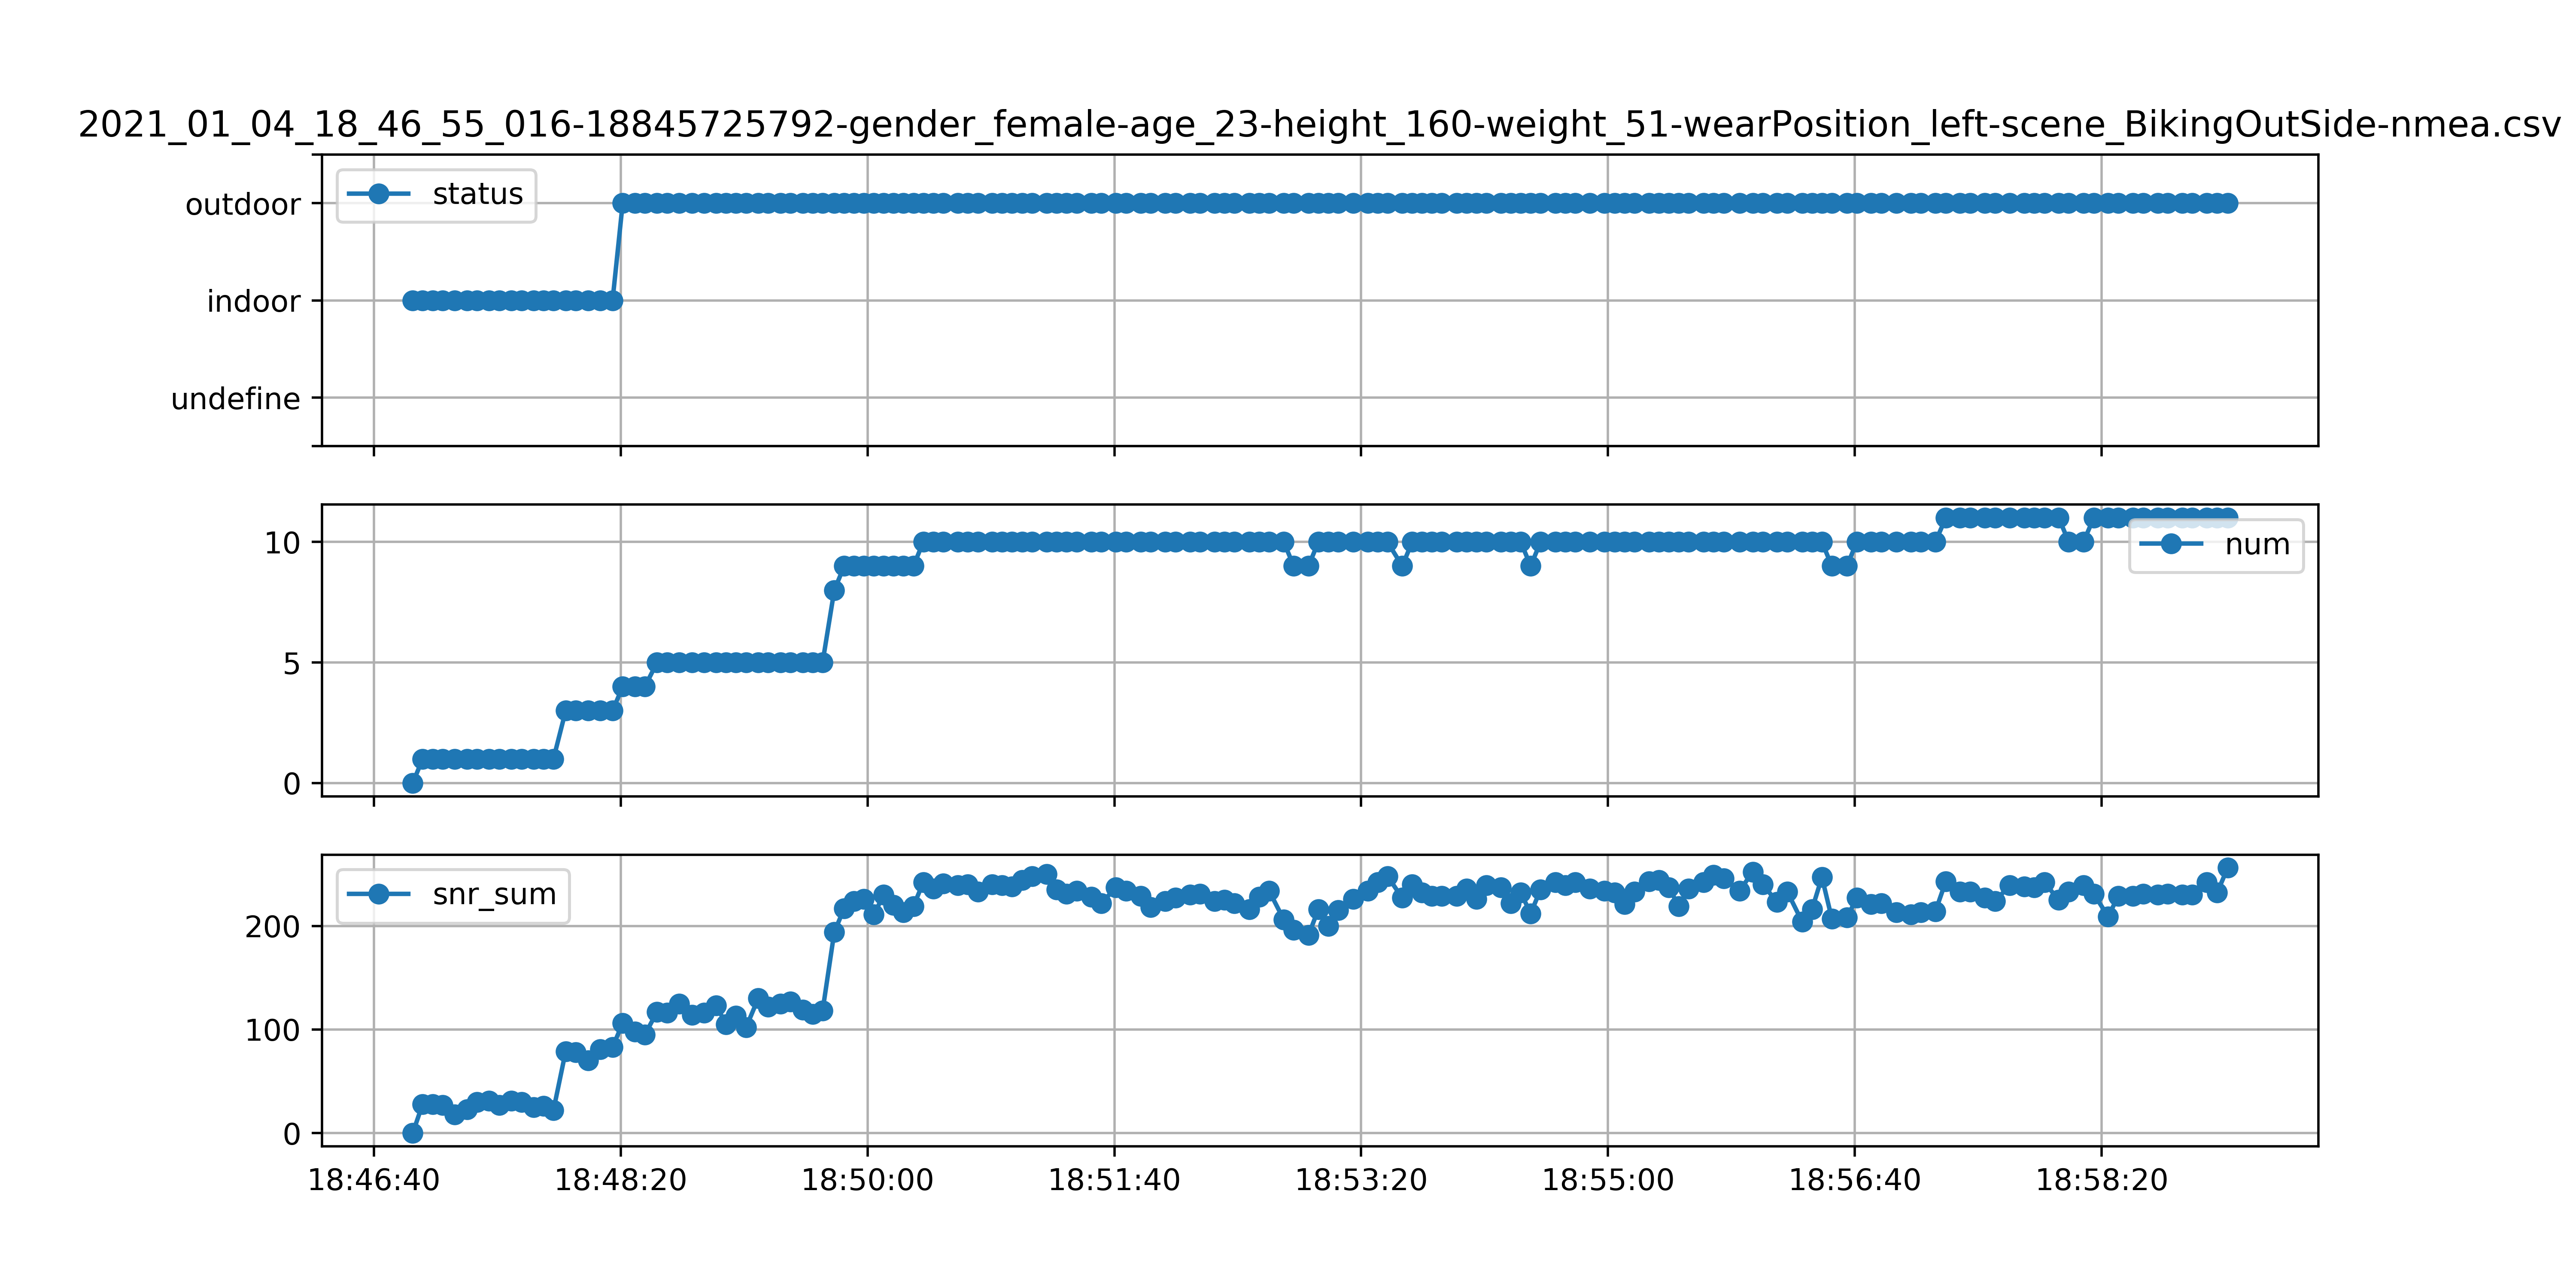 2021_01_04_18_46_55_016-18845725792-gender_female-age_23-height_160-weight_51-wearPosition_left-scene_BikingOutSide-nmea.csv
status
outdoor
indoor
undefine
num
10
5
0
snr_sum
200
100
0
18:46:40 18:48:20 18:50:00 18:51:40 18:53:20 18:55:00 18:56:40 18:58:20